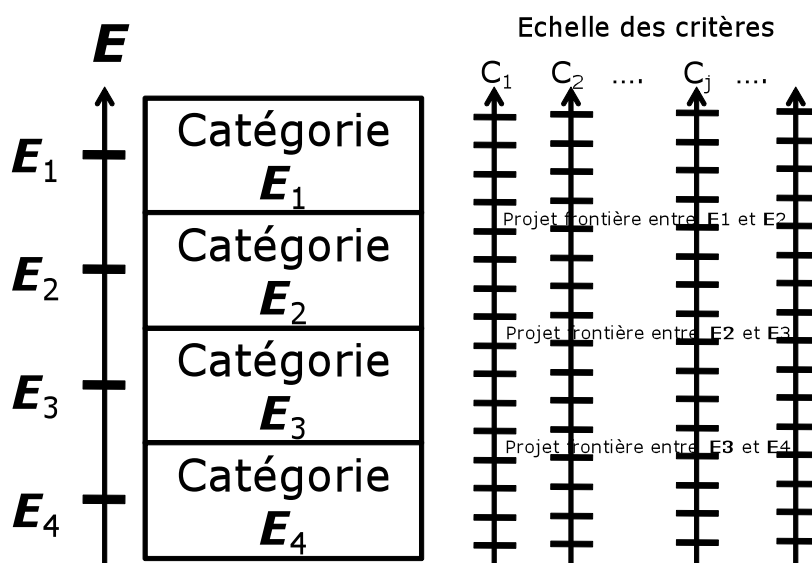 Echelle des critères
E
C1 C2 .... Cj ....
E1
Catégorie
E1
Projet frontière entre E1 et E2
E2
Catégorie
E2
Projet frontière entre E2 et E3
E3
Catégorie
E3
Projet frontière entre E3 et E4
E4
Catégorie
E4